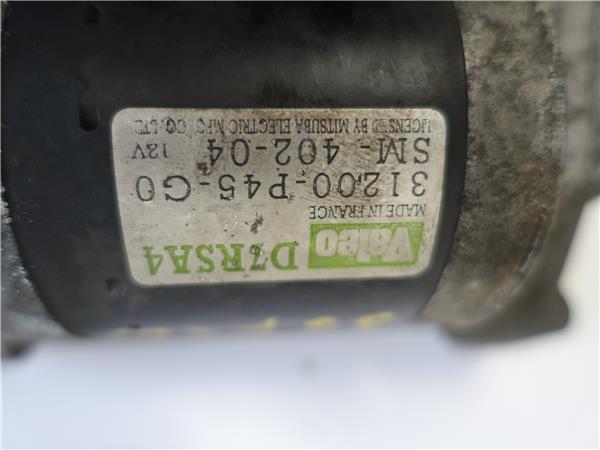 Valeo D7RSA4
MADE IN FRANCE
31200-P45-G0
SM-402-04 12V
LICENSED BY MITSUBA ELECTRIC MFG. CO. LTD.